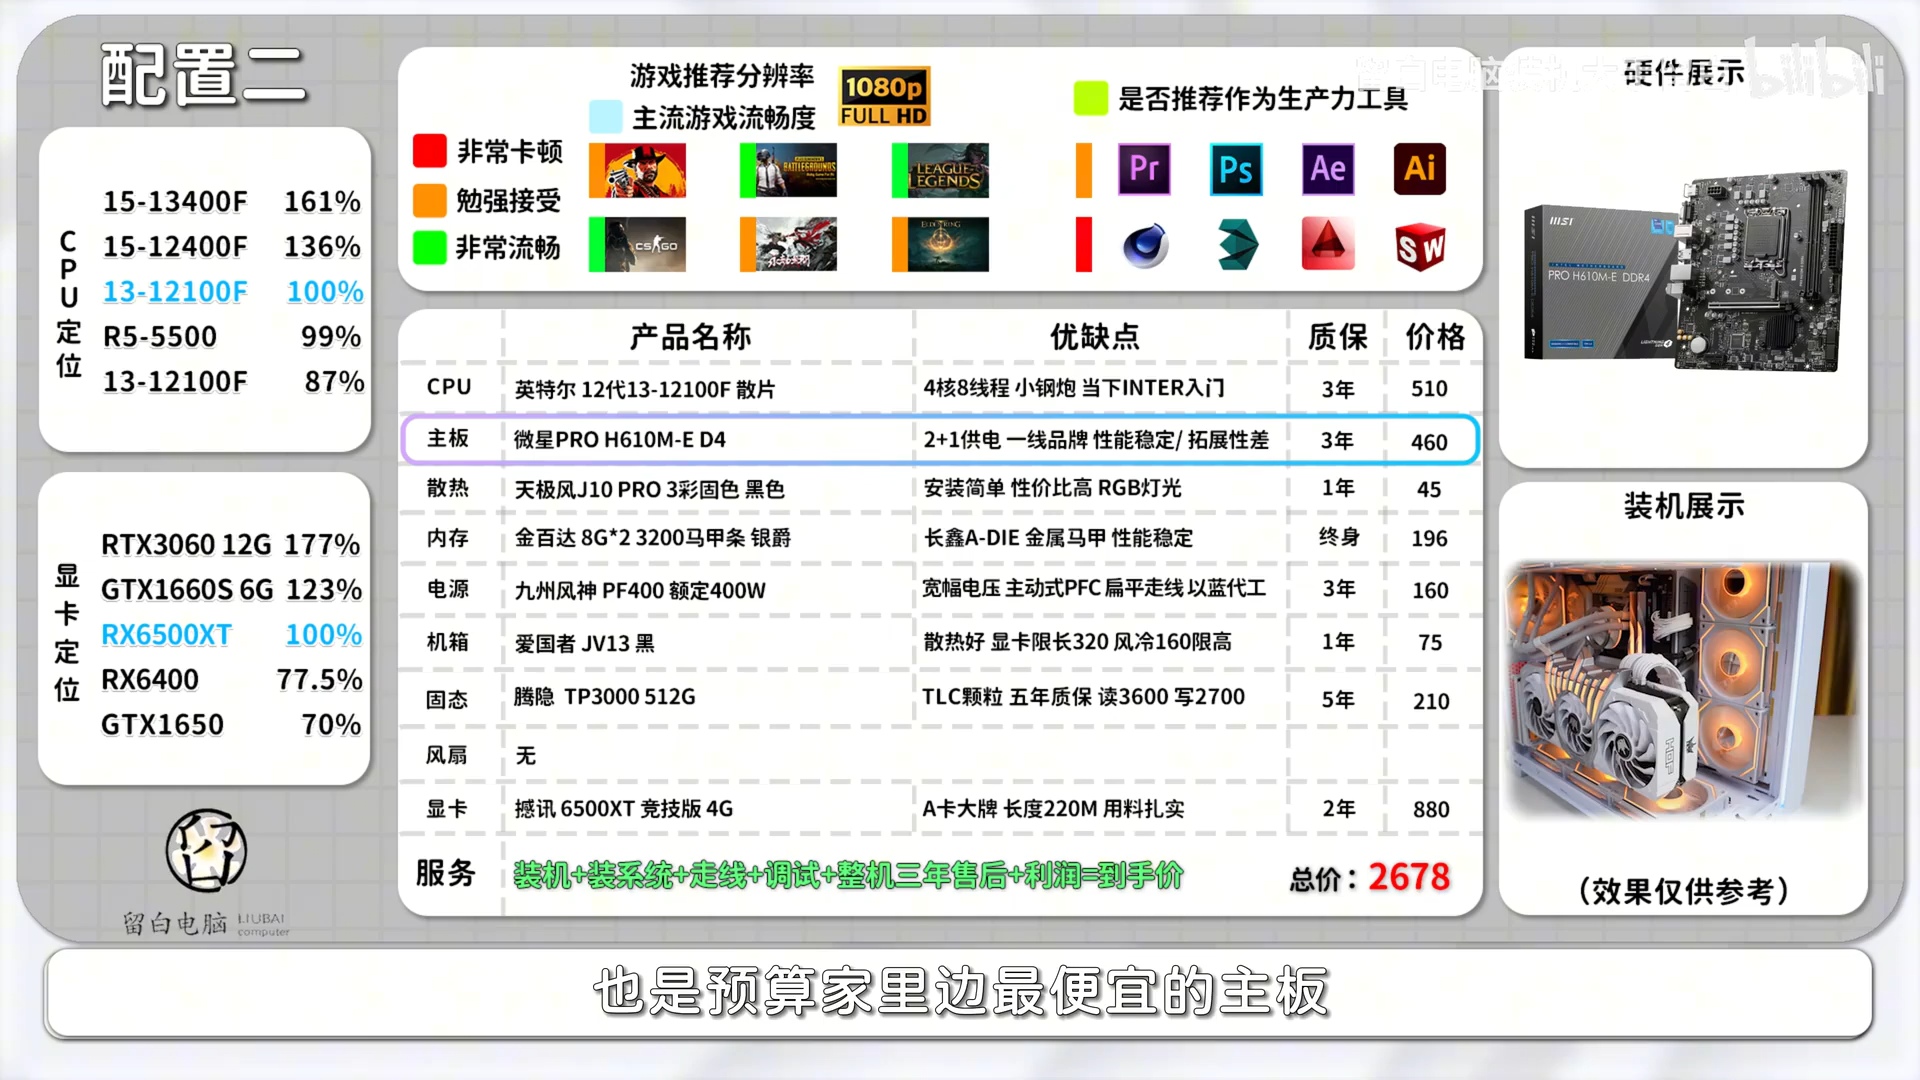 配置二
CPU定位
15-13400F 161%
15-12400F 136%
13-12100F 100%
R5-5500 99%
13-12100F 87%
显卡定位
RTX3060 12G 177%
GTX1660S 6G 123%
RX6500XT 100%
RX6400 77.5%
GTX1650 70%
留白电脑 LIUBAI computer
游戏推荐分辨率 1080p FULL HD
主流游戏流畅度
非常卡顿
勉强接受
非常流畅
BATTLEGROUNDS
LEAGUE LEGENDS
CS GO
ELDEN RING
是否推荐作为生产力工具
Pr Ps Ae Ai
SW
产品名称 优缺点 质保 价格
CPU 英特尔 12代13-12100F 散片 4核8线程 小钢炮 当下INTER入门 3年 510
主板 微星PRO H610M-E D4 2+1供电 一线品牌 性能稳定/ 拓展性差 3年 460
散热 天极风J10 PRO 3彩固色 黑色 安装简单 性价比高 RGB灯光 1年 45
内存 金百达 8G*2 3200马甲条 银爵 长鑫A-DIE 金属马甲 性能稳定 终身 196
电源 九州风神 PF400 额定400W 宽幅电压 主动式PFC 扁平走线 以蓝代工 3年 160
机箱 爱国者 JV13 黑 散热好 显卡限长320 风冷160限高 1年 75
固态 腾隐 TP3000 512G TLC颗粒 五年质保 读3600 写2700 5年 210
风扇 无
显卡 撼讯 6500XT 竞技版 4G A卡大牌 长度220M 用料扎实 2年 880
服务 装机+装系统+走线+调试+整机三年售后+利润=到手价 总价：2678
硬件展示
bilibili
msi
PRO H610M-E DDR4
装机展示
（效果仅供参考）
也是预算家里边最便宜的主板